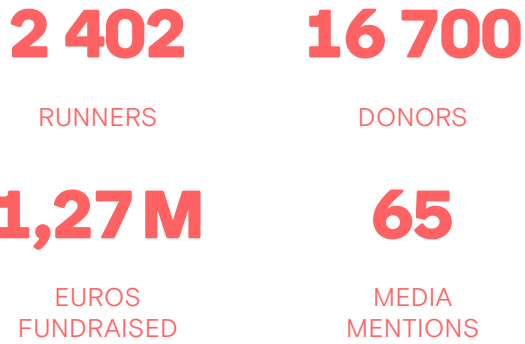 2 402
16 700
RUNNERS
DONORS
1,27 M
65
EUROS
FUNDRAISED
MEDIA
MENTIONS